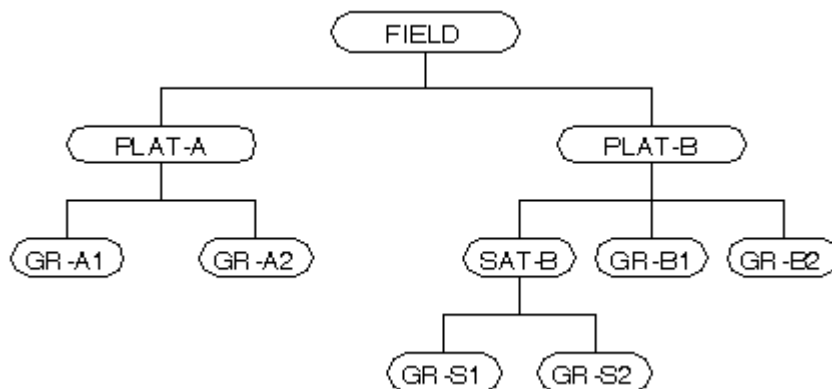 FIELD
PLAT-A
PLAT-B
GR-A1
GR-A2
SAT-B
GR-B1
GR-B2
GR-S1
GR-S2